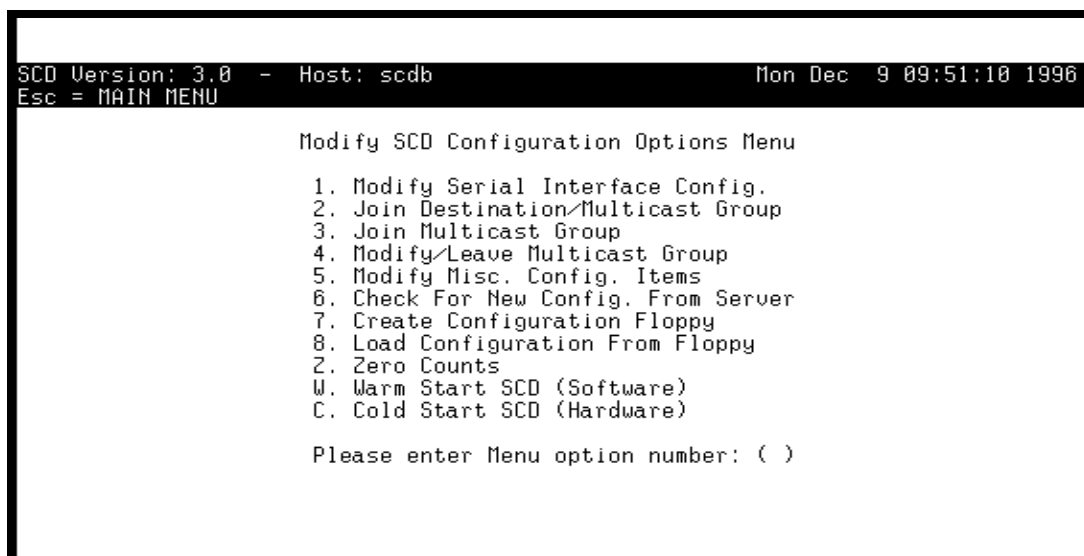 SCD Version: 3.0 - Host: scdb Mon Dec 9 09:51:10 1996
Esc = MAIN MENU
Modify SCD Configuration Options Menu
1. Modify Serial Interface Config.
2. Join Destination/Multicast Group
3. Join Multicast Group
4. Modify/Leave Multicast Group
5. Modify Misc. Config. Items
6. Check For New Config. From Server
7. Create Configuration Floppy
8. Load Configuration From Floppy
Z. Zero Counts
W. Warm Start SCD (Software)
C. Cold Start SCD (Hardware)
Please enter Menu option number: ( )